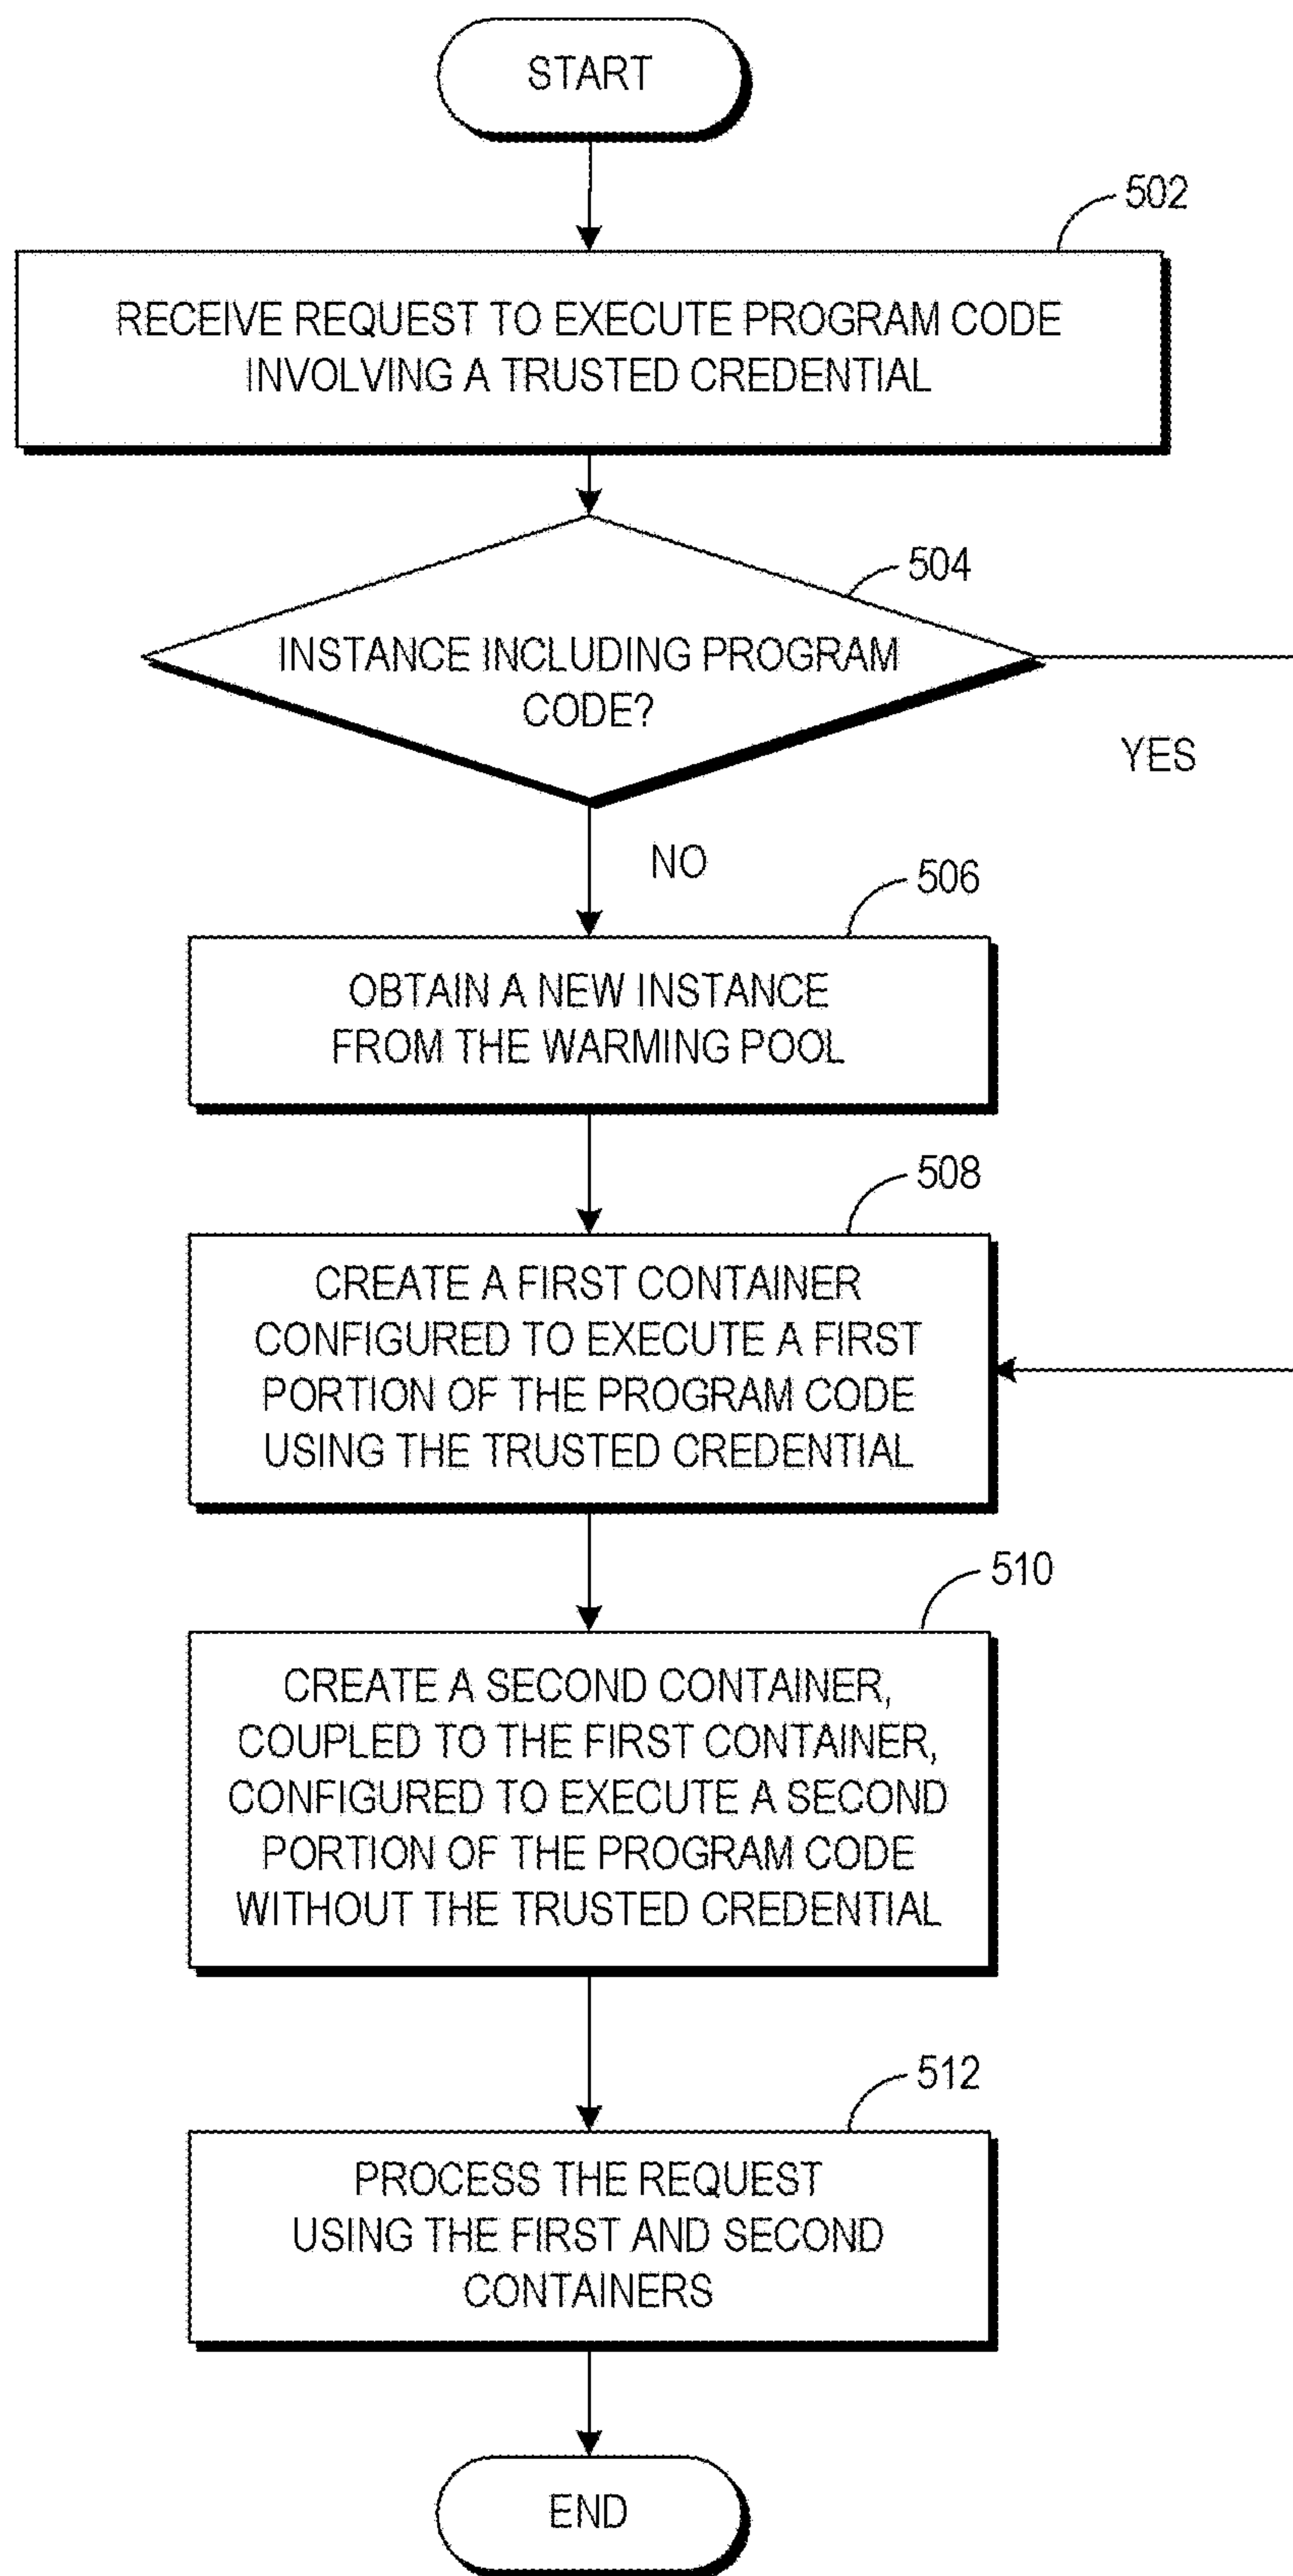 START
502
RECEIVE REQUEST TO EXECUTE PROGRAM CODE
INVOLVING A TRUSTED CREDENTIAL
504
INSTANCE INCLUDING PROGRAM
CODE?
YES
NO
506
OBTAIN A NEW INSTANCE
FROM THE WARMING POOL
508
CREATE A FIRST CONTAINER
CONFIGURED TO EXECUTE A FIRST
PORTION OF THE PROGRAM CODE
USING THE TRUSTED CREDENTIAL
510
CREATE A SECOND CONTAINER,
COUPLED TO THE FIRST CONTAINER,
CONFIGURED TO EXECUTE A SECOND
PORTION OF THE PROGRAM CODE
WITHOUT THE TRUSTED CREDENTIAL
512
PROCESS THE REQUEST
USING THE FIRST AND SECOND
CONTAINERS
END